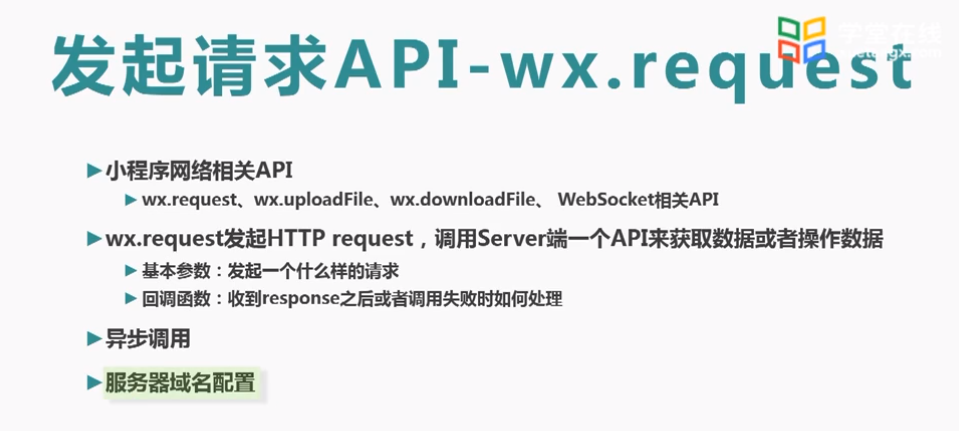 学堂在线
发起请求API-wx.request
小程序网络相关API
wx.request、wx.uploadFile、wx.downloadFile、 WebSocket相关API
wx.request发起HTTP request，调用Server端一个API来获取数据或者操作数据
基本参数：发起一个什么样的请求
回调函数：收到response之后或者调用失败时如何处理
异步调用
服务器域名配置